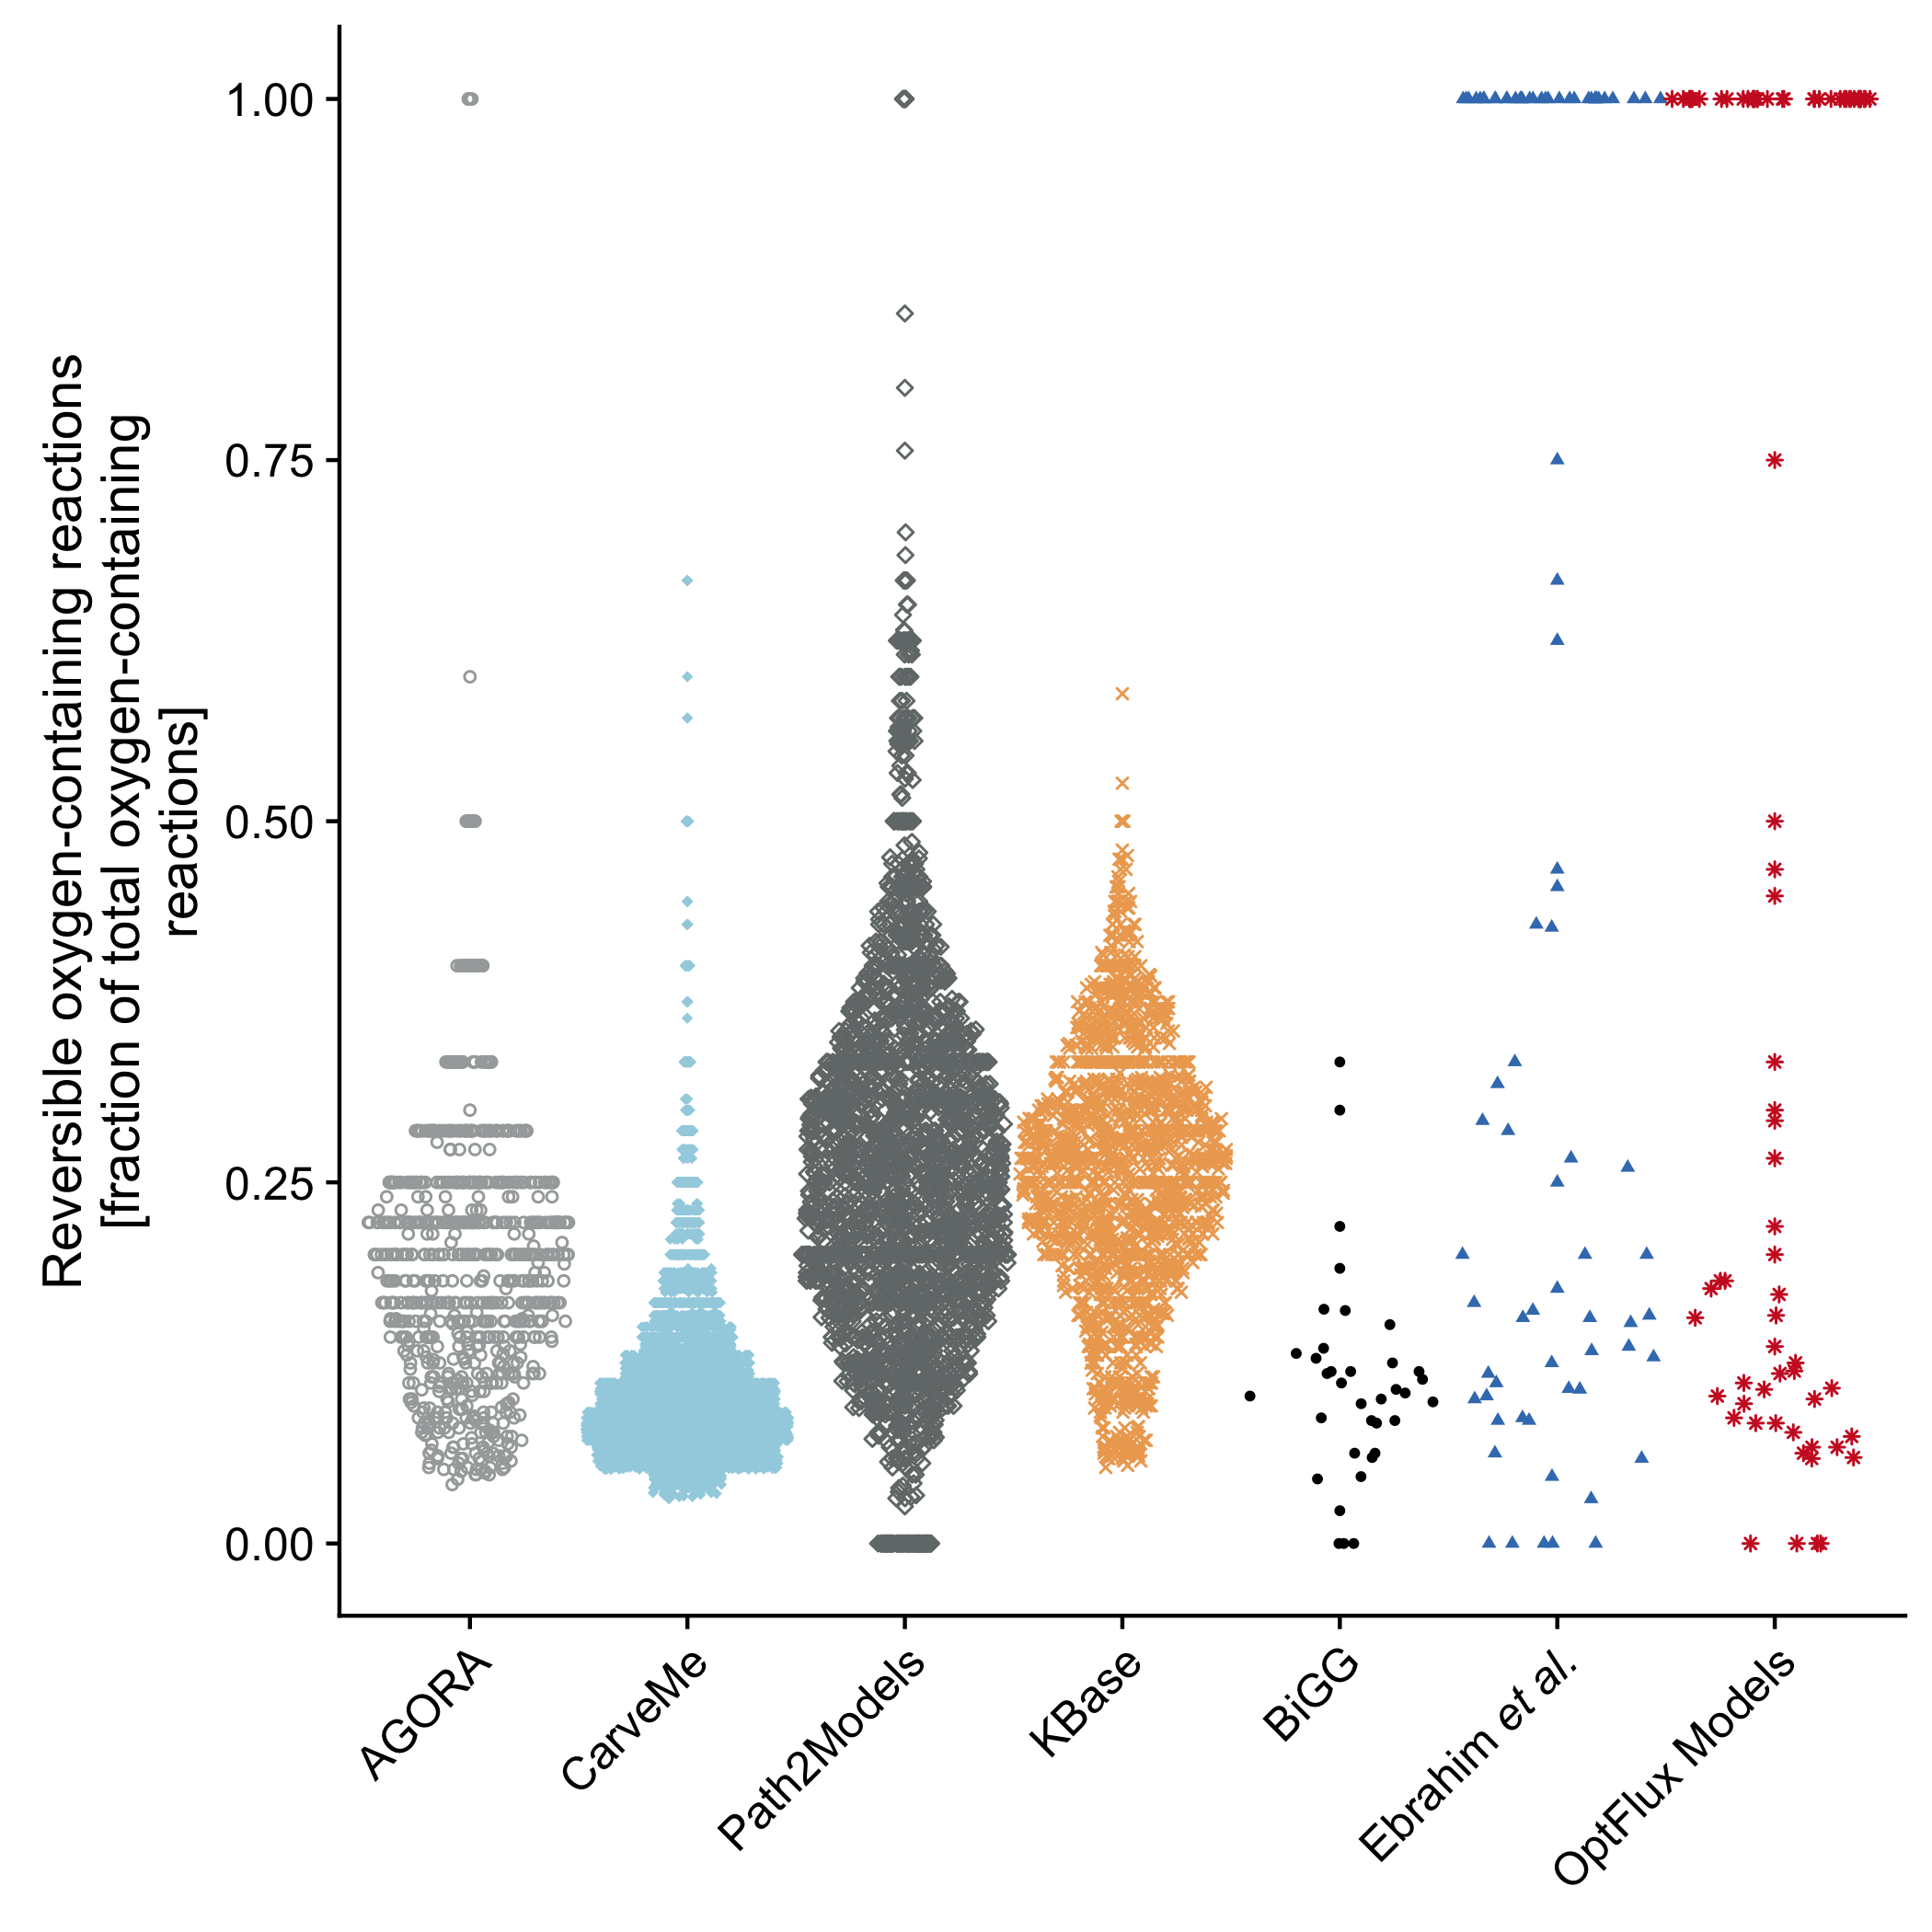 Reversible oxygen-containing reactions
[fraction of total oxygen-containing
reactions]
1.00
0.75
0.50
0.25
0.00
AGORA
CarveMe
Path2Models
KBase
BiGG
Ebrahim et al.
OptFlux Models